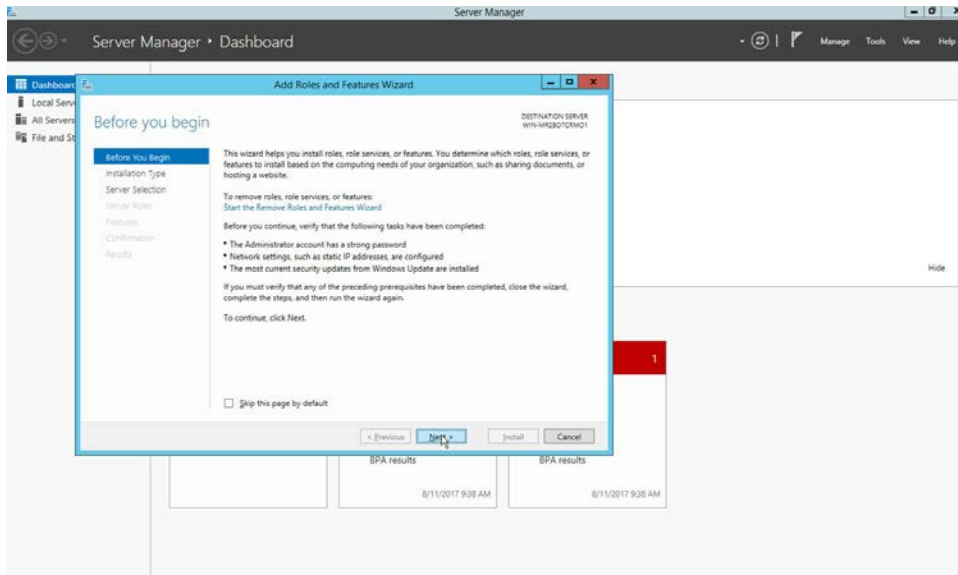 Server Manager
Server Manager • Dashboard
Manage Tools View Help
Dashboard
Local Serv
All Servers
File and St
Add Roles and Features Wizard
Before you begin
DESTINATION SERVER
Before You Begin
Installation Type
Server Selection
Server Roles
Features
Confirmation
Results
This wizard helps you install roles, role services, or features. You determine which roles, role services, or
features to install based on the computing needs of your organization, such as sharing documents, or
hosting a website.
To remove roles, role services, or features:
Start the Remove Roles and Features Wizard
Before you continue, verify that the following tasks have been completed:
• The Administrator account has a strong password
• Network settings, such as static IP addresses, are configured
• The most current security updates from Windows Update are installed
If you must verify that any of the preceding prerequisites have been completed, close the wizard,
complete the steps, and then run the wizard again.
To continue, click Next.
Skip this page by default
< Previous Next > Install Cancel
Hide
1
BPA results BPA results
8/11/2017 9:38 AM 8/11/2017 9:38 AM